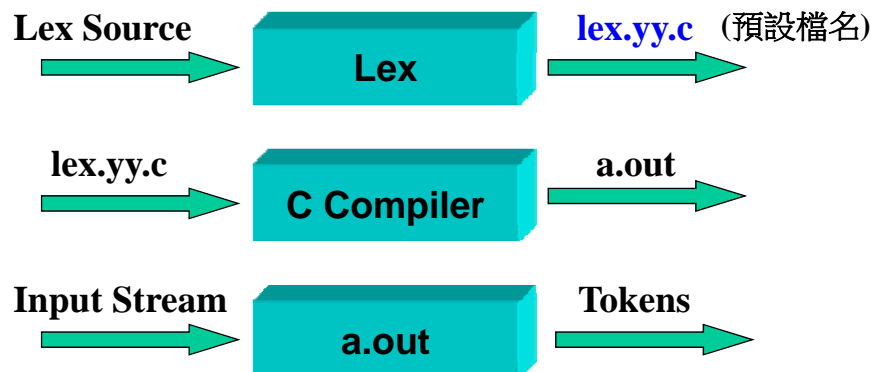 Lex Source Lex lex.yy.c (預設檔名)
lex.yy.c C Compiler a.out
Input Stream a.out Tokens